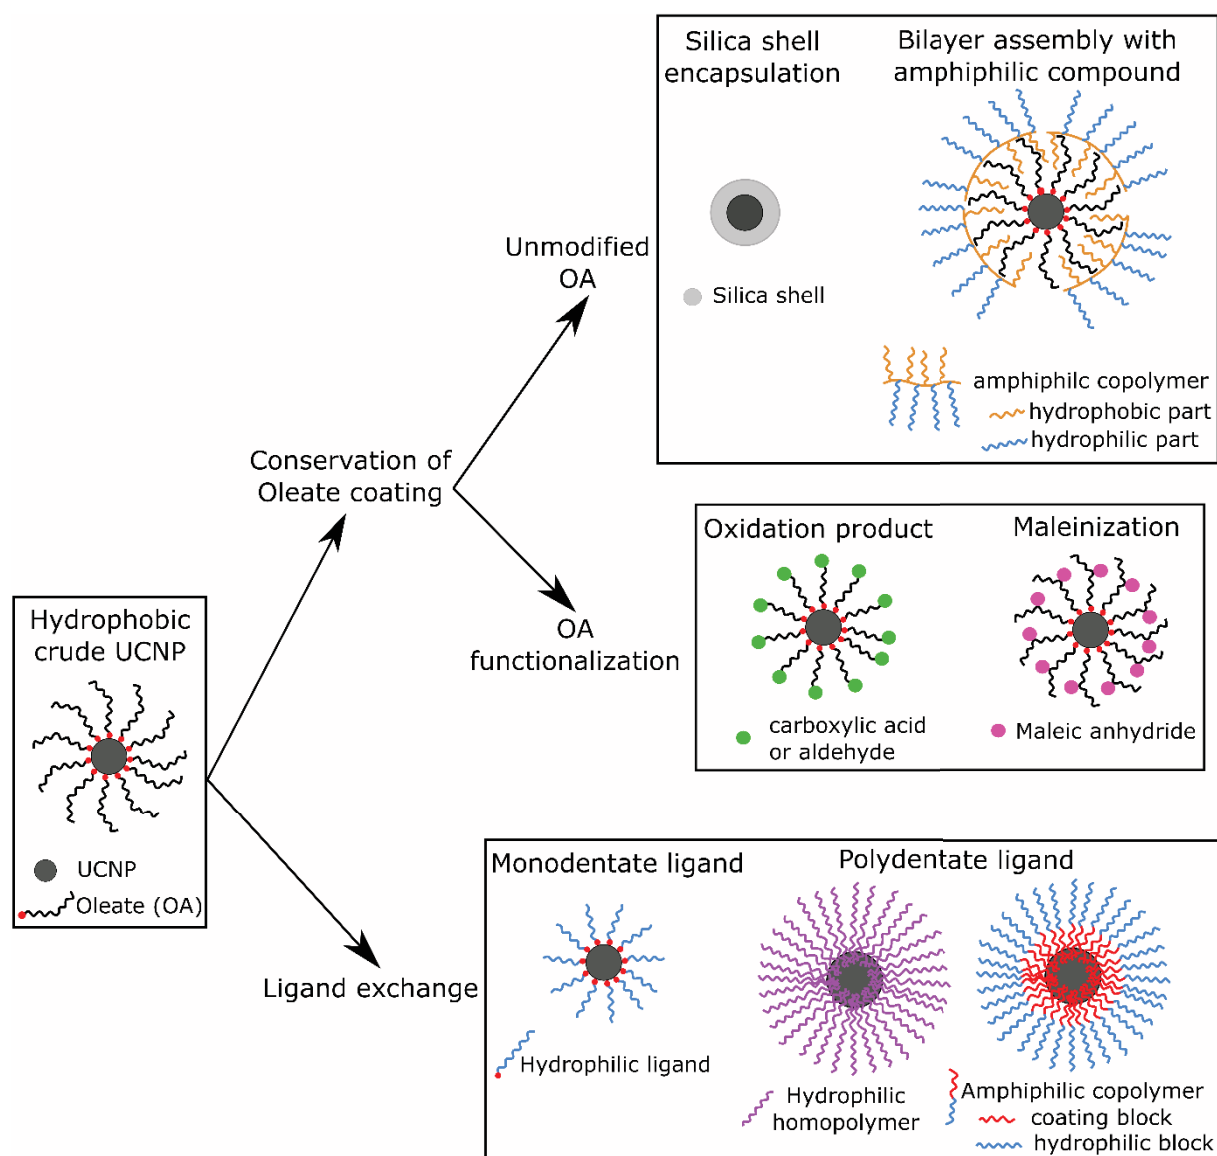 Silica shell
encapsulation
Bilayer assembly with
amphiphilic compound
Silica shell
amphiphilc copolymer
hydrophobic part
hydrophilic part
Unmodified
OA
Conservation of
Oleate coating
OA
functionalization
Oxidation product
carboxylic acid
or aldehyde
Maleinization
Maleic anhydride
Hydrophobic
crude UCNP
UCNP
Oleate (OA)
Ligand exchange
Monodentate ligand
Hydrophilic ligand
Polydentate ligand
Hydrophilic
homopolymer
Amphiphilic copolymer
coating block
hydrophilic block